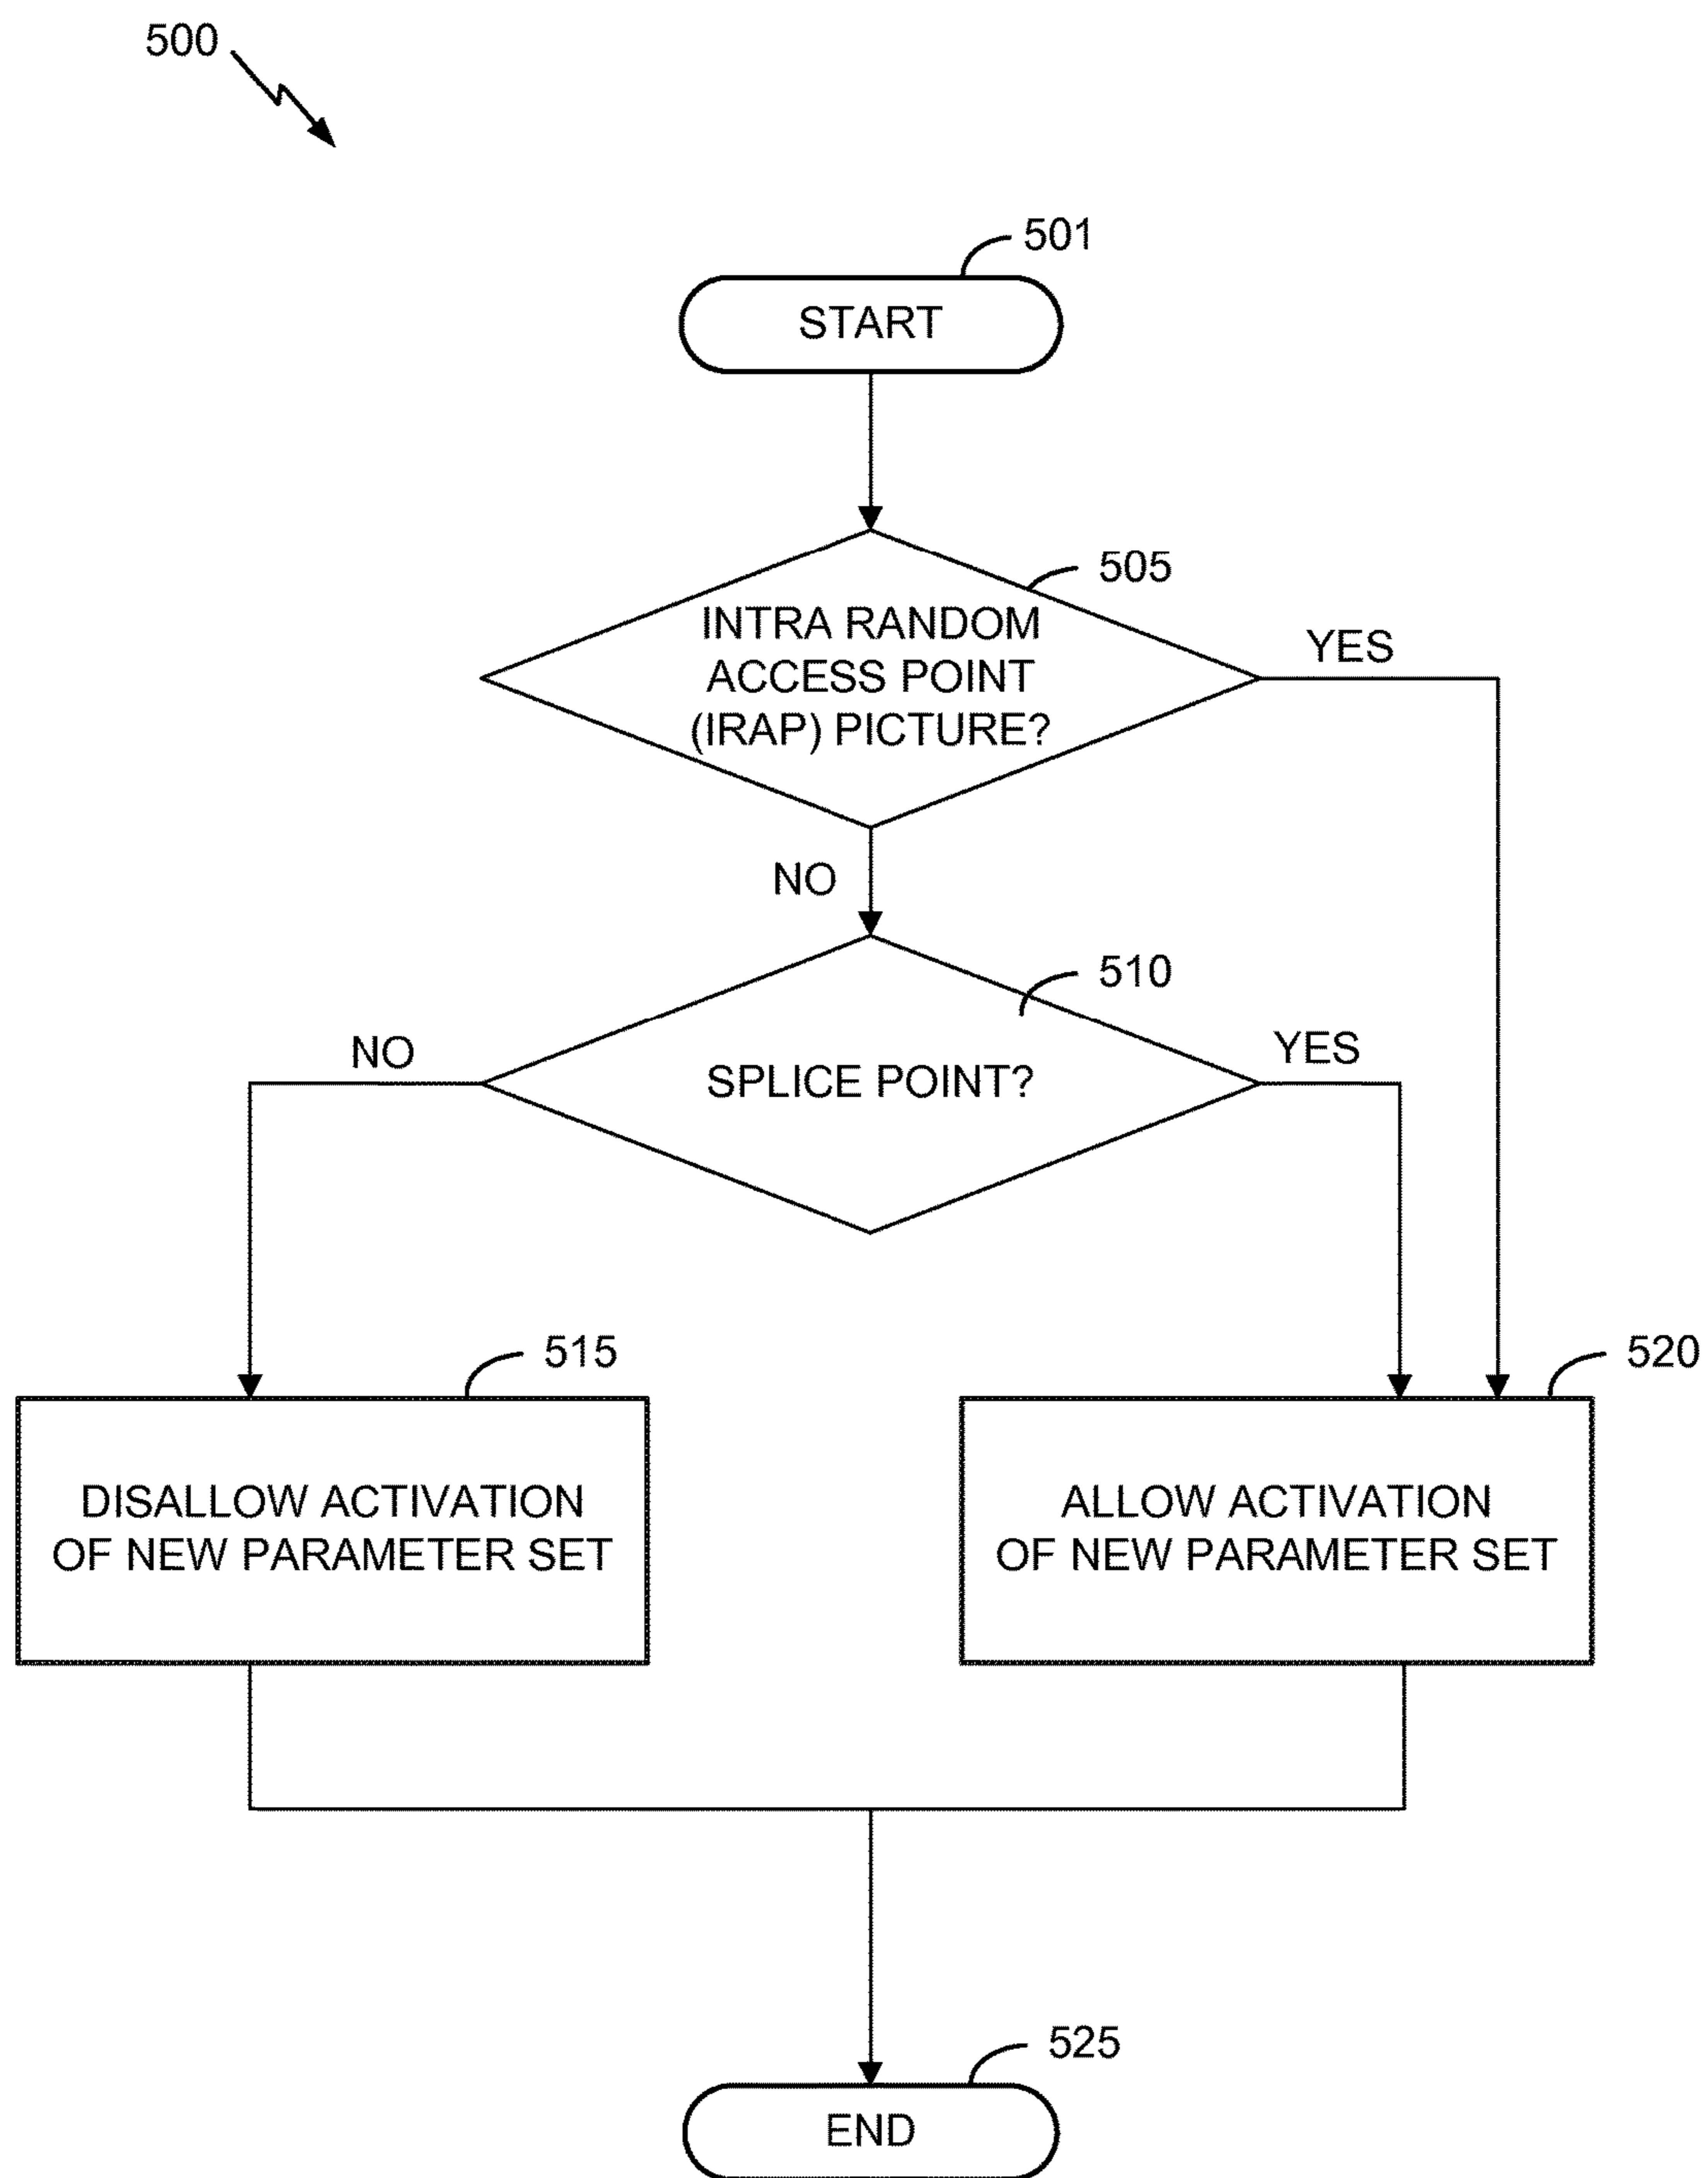 500
501
START
505
INTRA RANDOM
ACCESS POINT
(IRAP) PICTURE?
YES
NO
510
SPLICE POINT?
NO
YES
515
DISALLOW ACTIVATION
OF NEW PARAMETER SET
520
ALLOW ACTIVATION
OF NEW PARAMETER SET
525
END